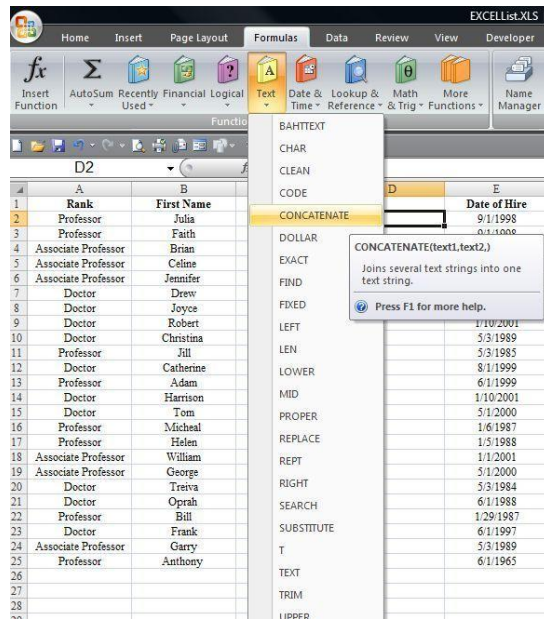 EXCELList.XLS
Home Insert Page Layout Formulas Data Review View Developer
fx Σ ? A θ
Insert Function AutoSum Recently Used Financial Logical Text Date & Time Lookup & Reference Math & Trig More Functions Name Manager
Functio
D2
A B D E
1 Rank First Name Date of Hire
2 Professor Julia 9/1/1998
3 Professor Faith 9/1/1998
4 Associate Professor Brian
5 Associate Professor Celine
6 Associate Professor Jennifer
7 Doctor Drew
8 Doctor Joyce
9 Doctor Robert 1/10/2001
10 Doctor Christina 5/3/1989
11 Professor Jill 5/3/1985
12 Doctor Catherine 8/1/1999
13 Professor Adam 6/1/1999
14 Doctor Harrison 1/10/2001
15 Doctor Tom 5/1/2000
16 Professor Micheal 1/6/1987
17 Professor Helen 1/5/1988
18 Associate Professor William 1/1/2001
19 Associate Professor George 5/1/2000
20 Doctor Treiva 5/3/1984
21 Doctor Oprah 6/1/1988
22 Professor Bill 1/29/1987
23 Doctor Frank 6/1/1997
24 Associate Professor Garry 5/3/1989
25 Professor Anthony 6/1/1965
26
27
28
BAHTTEXT
CHAR
CLEAN
CODE
CONCATENATE
DOLLAR
EXACT
FIND
FIXED
LEFT
LEN
LOWER
MID
PROPER
REPLACE
REPT
RIGHT
SEARCH
SUBSTITUTE
T
TEXT
TRIM
UPPER
CONCATENATE(text1,text2,)
Joins several text strings into one
text string.
Press F1 for more help.